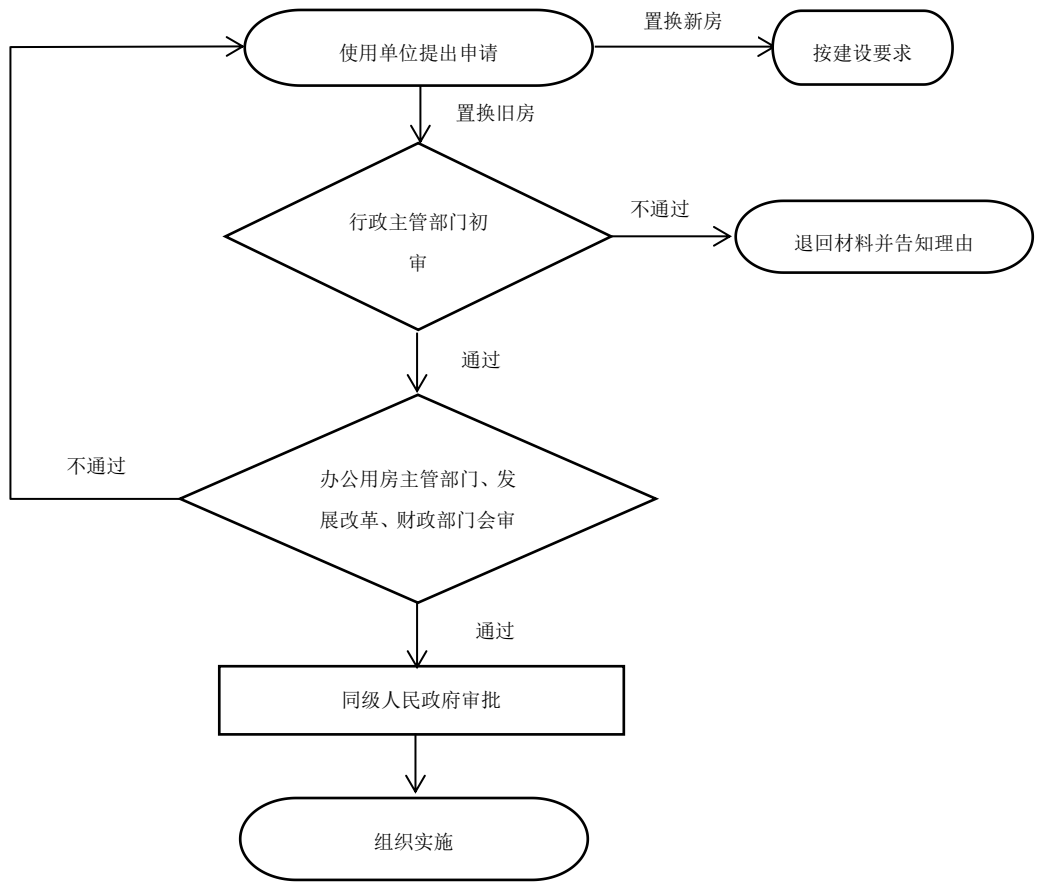 使用单位提出申请
置换新房
按建设要求
置换旧房
行政主管部门初
审
不通过
退回材料并告知理由
通过
不通过
办公用房主管部门、发
展改革、财政部门会审
通过
同级人民政府审批
组织实施